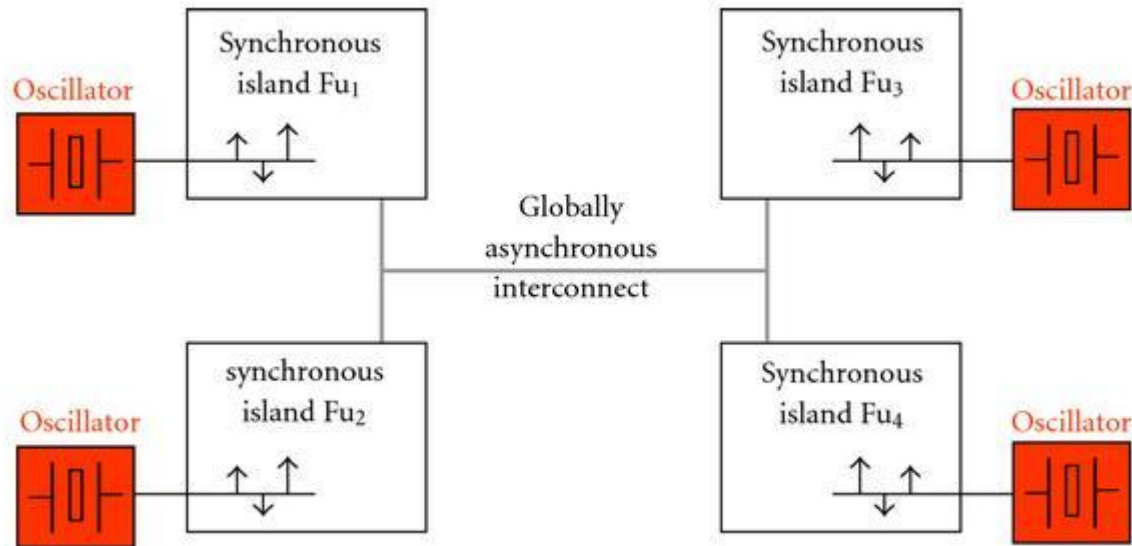 Synchronous
island Fu₁
Oscillator
Synchronous
island Fu₃
Oscillator
Globally
asynchronous
interconnect
synchronous
island Fu₂
Oscillator
Synchronous
island Fu₄
Oscillator